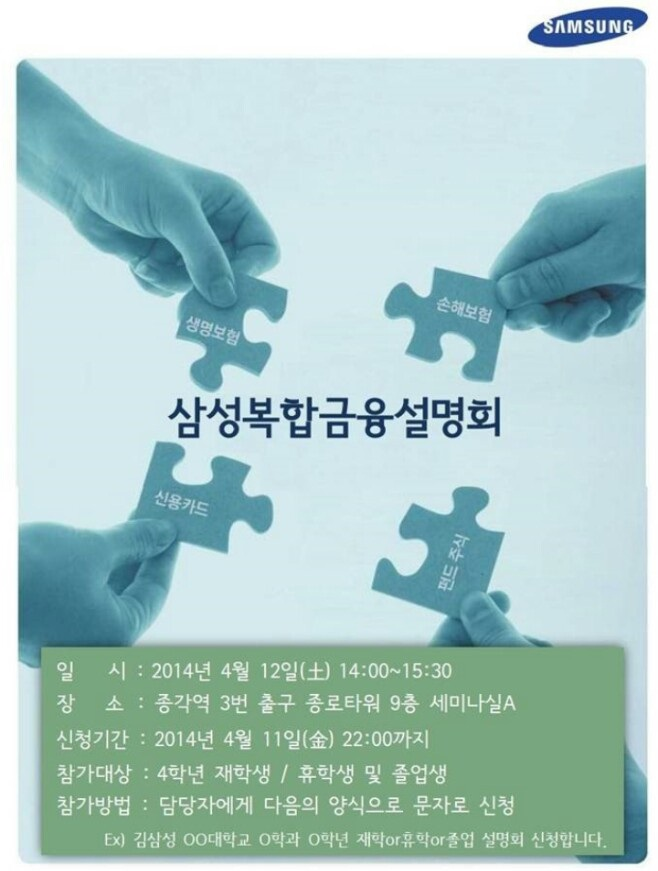 SAMSUNG
생명보험
손해보험
삼성복합금융설명회
신용카드
펀드 주식
일 시 : 2014년 4월 12일(土) 14:00~15:30
장 소 : 종각역 3번 출구 종로타워 9층 세미나실A
신청기간 : 2014년 4월 11일(金) 22:00까지
참가대상 : 4학년 재학생 / 휴학생 및 졸업생
참가방법 : 담당자에게 다음의 양식으로 문자로 신청
Ex) 김삼성 OO대학교 O학과 O학년 재학or휴학or졸업 설명회 신청합니다.